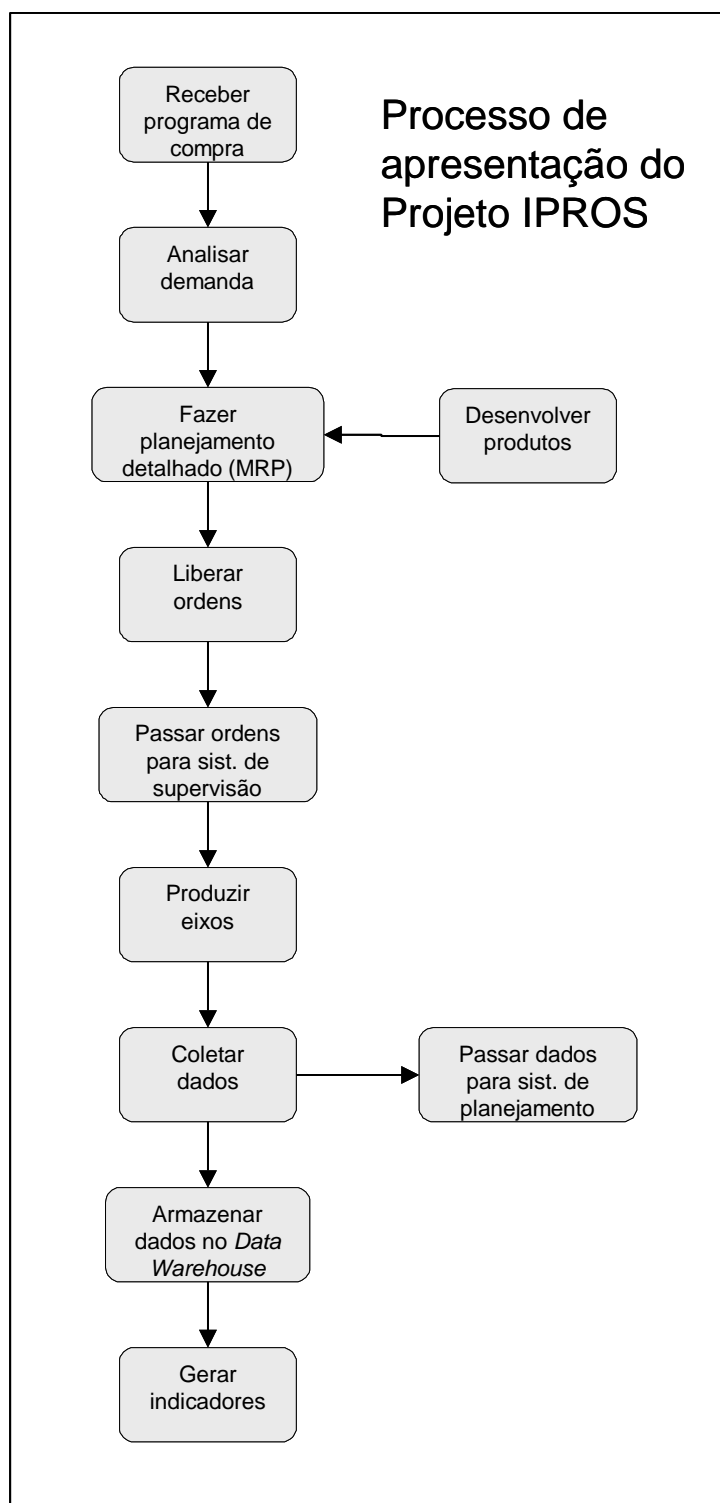 Processo de
apresentação do
Projeto IPROS
Receber
programa de
compra
Analisar
demanda
Fazer
planejamento
detalhado (MRP)
Desenvolver
produtos
Liberar
ordens
Passar ordens
para sist. de
supervisão
Produzir
eixos
Coletar
dados
Passar dados
para sist. de
planejamento
Armazenar
dados no Data
Warehouse
Gerar
indicadores